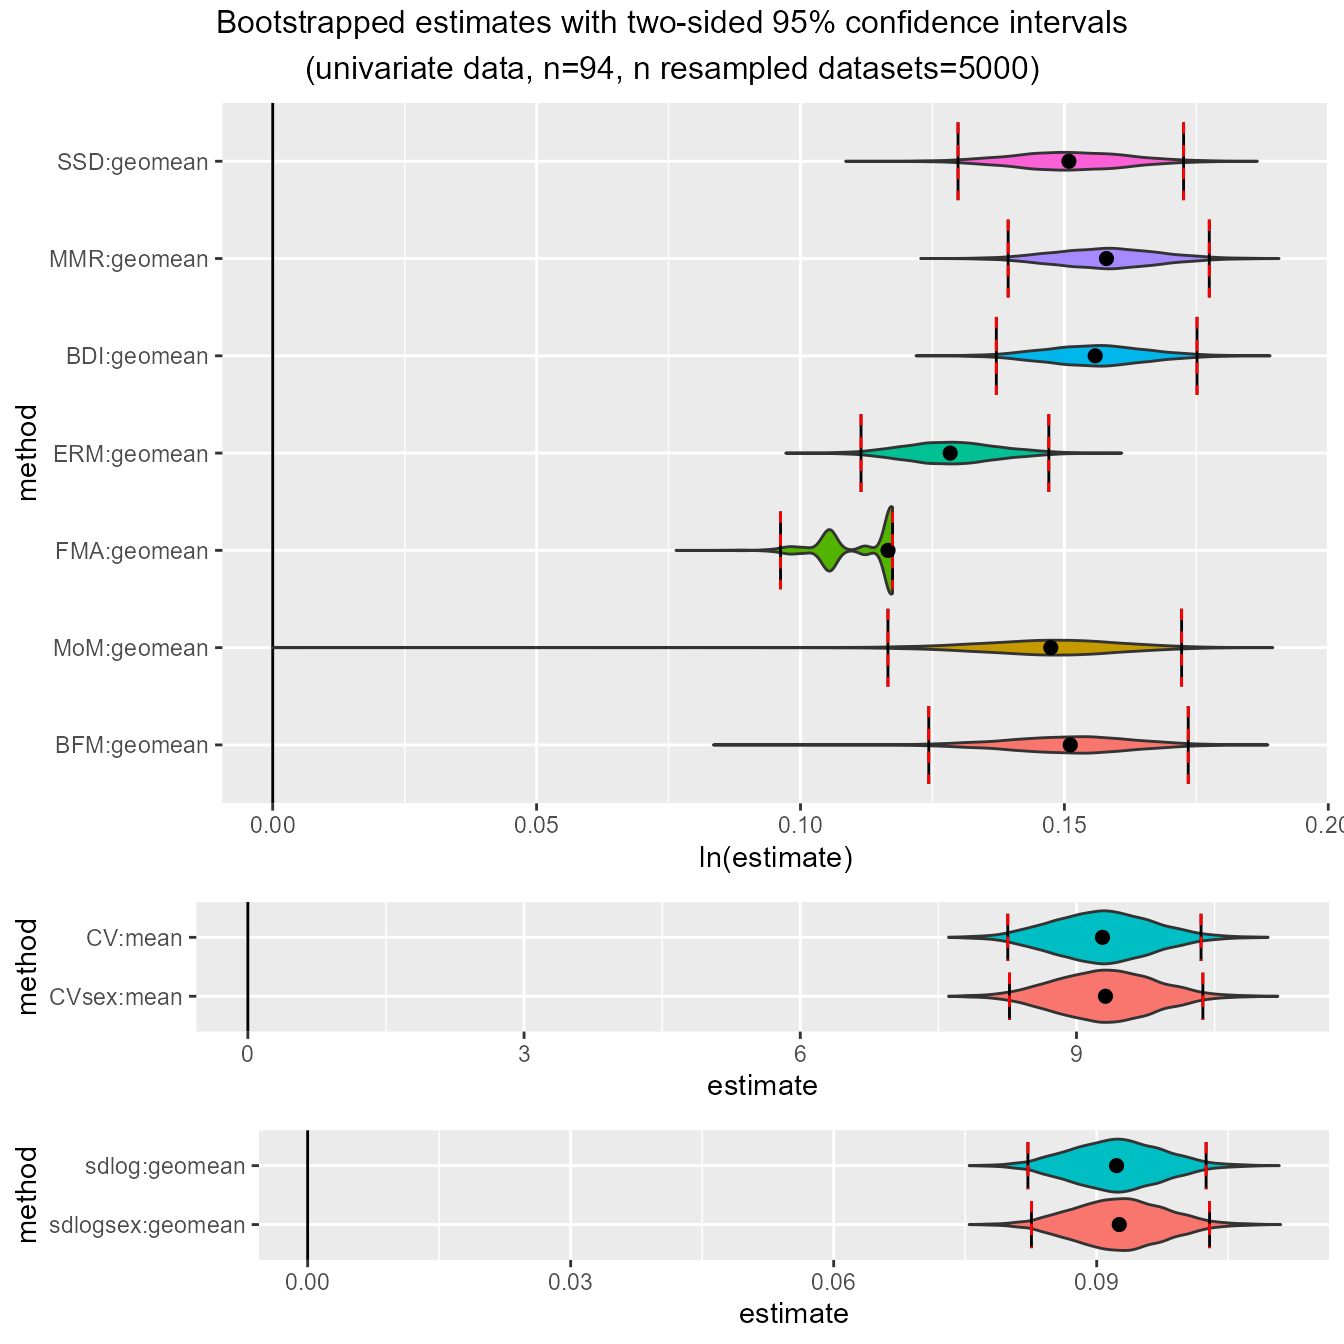 Bootstrapped estimates with two-sided 95% confidence intervals
(univariate data, n=94, n resampled datasets=5000)
method
SSD:geomean
MMR:geomean
BDI:geomean
ERM:geomean
FMA:geomean
MoM:geomean
BFM:geomean
0.00 0.05 0.10 0.15 0.20
ln(estimate)
method
CV:mean
CVsex:mean
0 3 6 9
estimate
method
sdlog:geomean
sdlogsex:geomean
0.00 0.03 0.06 0.09
estimate